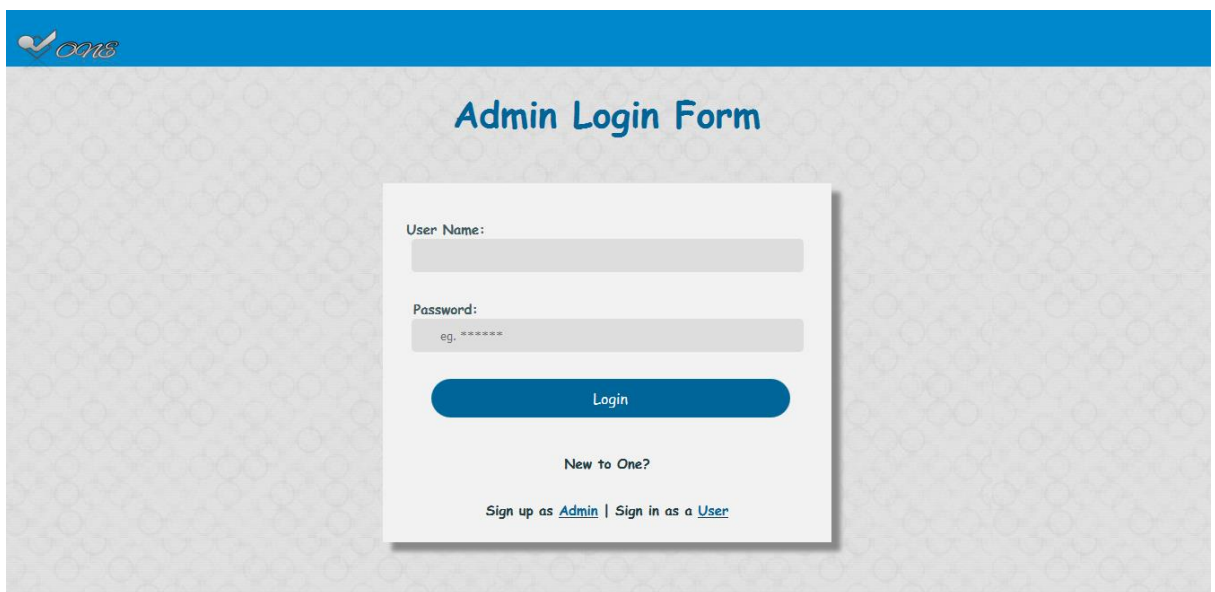 Admin Login Form
User Name:
Password:
eg. ******
Login
New to One?
Sign up as Admin | Sign in as a User